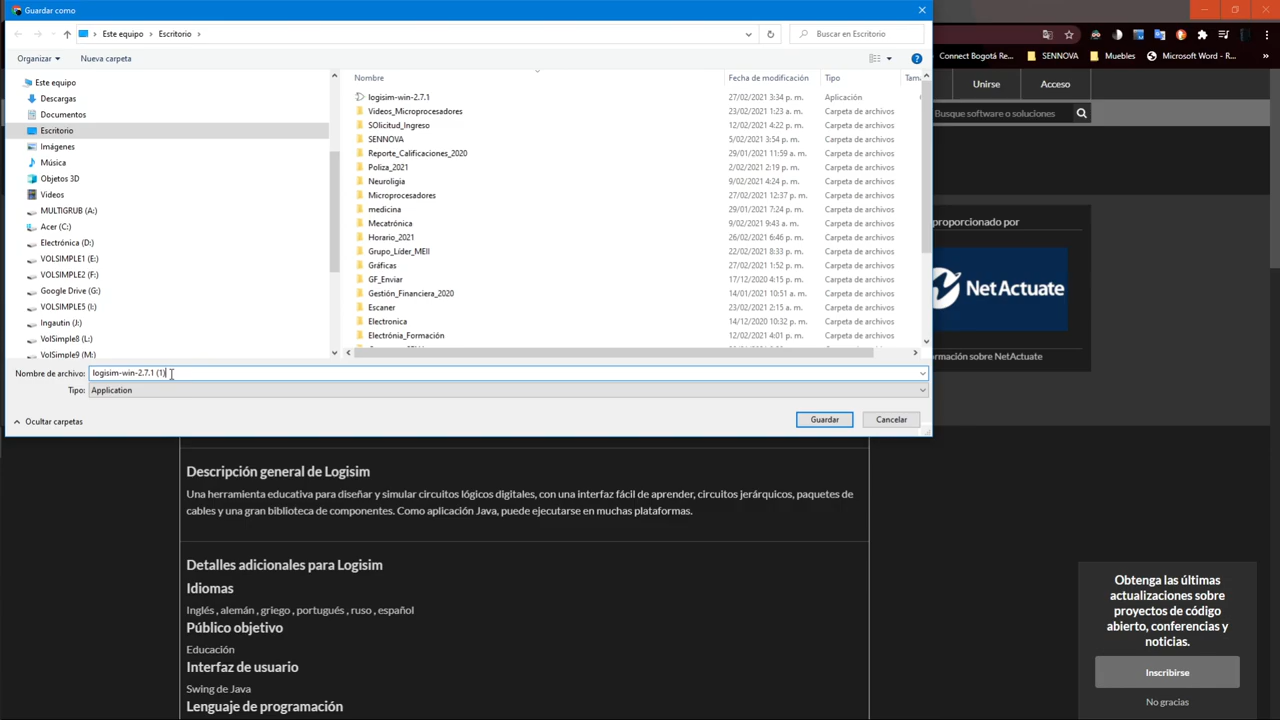 Guardar como
Este equipo > Escritorio >
Buscar en Escritorio
Organizar
Nueva carpeta
Este equipo
Descargas
Documentos
Escritorio
Imágenes
Música
Objetos 3D
Videos
MULTIGRUB (A:)
Acer (C:)
Electrónica (D:)
VOLSIMPLE1 (E:)
VOLSIMPLE2 (F:)
Google Drive (G:)
VOLSIMPLE5 (I:)
Ingautin (J:)
VolSimple8 (L:)
VolSimple9 (M:)
Nombre Fecha de modificación Tipo Tama
logisim-win-2.7.1 27/02/2021 3:34 p. m. Aplicación
Videos_Microprocesadores 23/02/2021 1:23 a. m. Carpeta de archivos
SOlicitud_Ingreso 12/02/2021 4:22 p. m. Carpeta de archivos
SENNOVA 5/02/2021 3:54 p. m. Carpeta de archivos
Reporte_Calificaciones_2020 29/01/2021 11:59 a. m. Carpeta de archivos
Poliza_2021 2/02/2021 2:19 p. m. Carpeta de archivos
Neuroligia 9/02/2021 4:24 p. m. Carpeta de archivos
Microprocesadores 27/02/2021 12:37 p. m. Carpeta de archivos
medicina 29/01/2021 7:24 p. m. Carpeta de archivos
Mecatrónica 9/02/2021 9:43 a. m. Carpeta de archivos
Horario_2021 26/02/2021 6:46 p. m. Carpeta de archivos
Grupo_Líder_MEII 22/02/2021 8:33 p. m. Carpeta de archivos
Gráficas 27/02/2021 1:52 p. m. Carpeta de archivos
GF_Enviar 17/12/2020 4:15 p. m. Carpeta de archivos
Gestión_Financiera_2020 14/01/2021 10:51 a. m. Carpeta de archivos
Escaner 23/02/2021 2:15 a. m. Carpeta de archivos
Electronica 14/12/2020 10:32 p. m. Carpeta de archivos
Electrónia_Formación 12/02/2021 4:01 p. m. Carpeta de archivos
Nombre de archivo: logisim-win-2.7.1 (1)
Tipo: Application
Ocultar carpetas
Guardar
Cancelar
Connect Bogotá Re...
SENNOVA
Muebles
Microsoft Word - R...
Unirse
Acceso
Busque software o soluciones
proporcionado por
NetActuate
formación sobre NetActuate
Descripción general de Logisim
Una herramienta educativa para diseñar y simular circuitos lógicos digitales, con una interfaz fácil de aprender, circuitos jerárquicos, paquetes de
cables y una gran biblioteca de componentes. Como aplicación Java, puede ejecutarse en muchas plataformas.
Detalles adicionales para Logisim
Idiomas
Inglés , alemán , griego , portugués , ruso , español
Público objetivo
Educación
Interfaz de usuario
Swing de Java
Lenguaje de programación
Obtenga las últimas
actualizaciones sobre
proyectos de código
abierto, conferencias y
noticias.
Inscribirse
No gracias